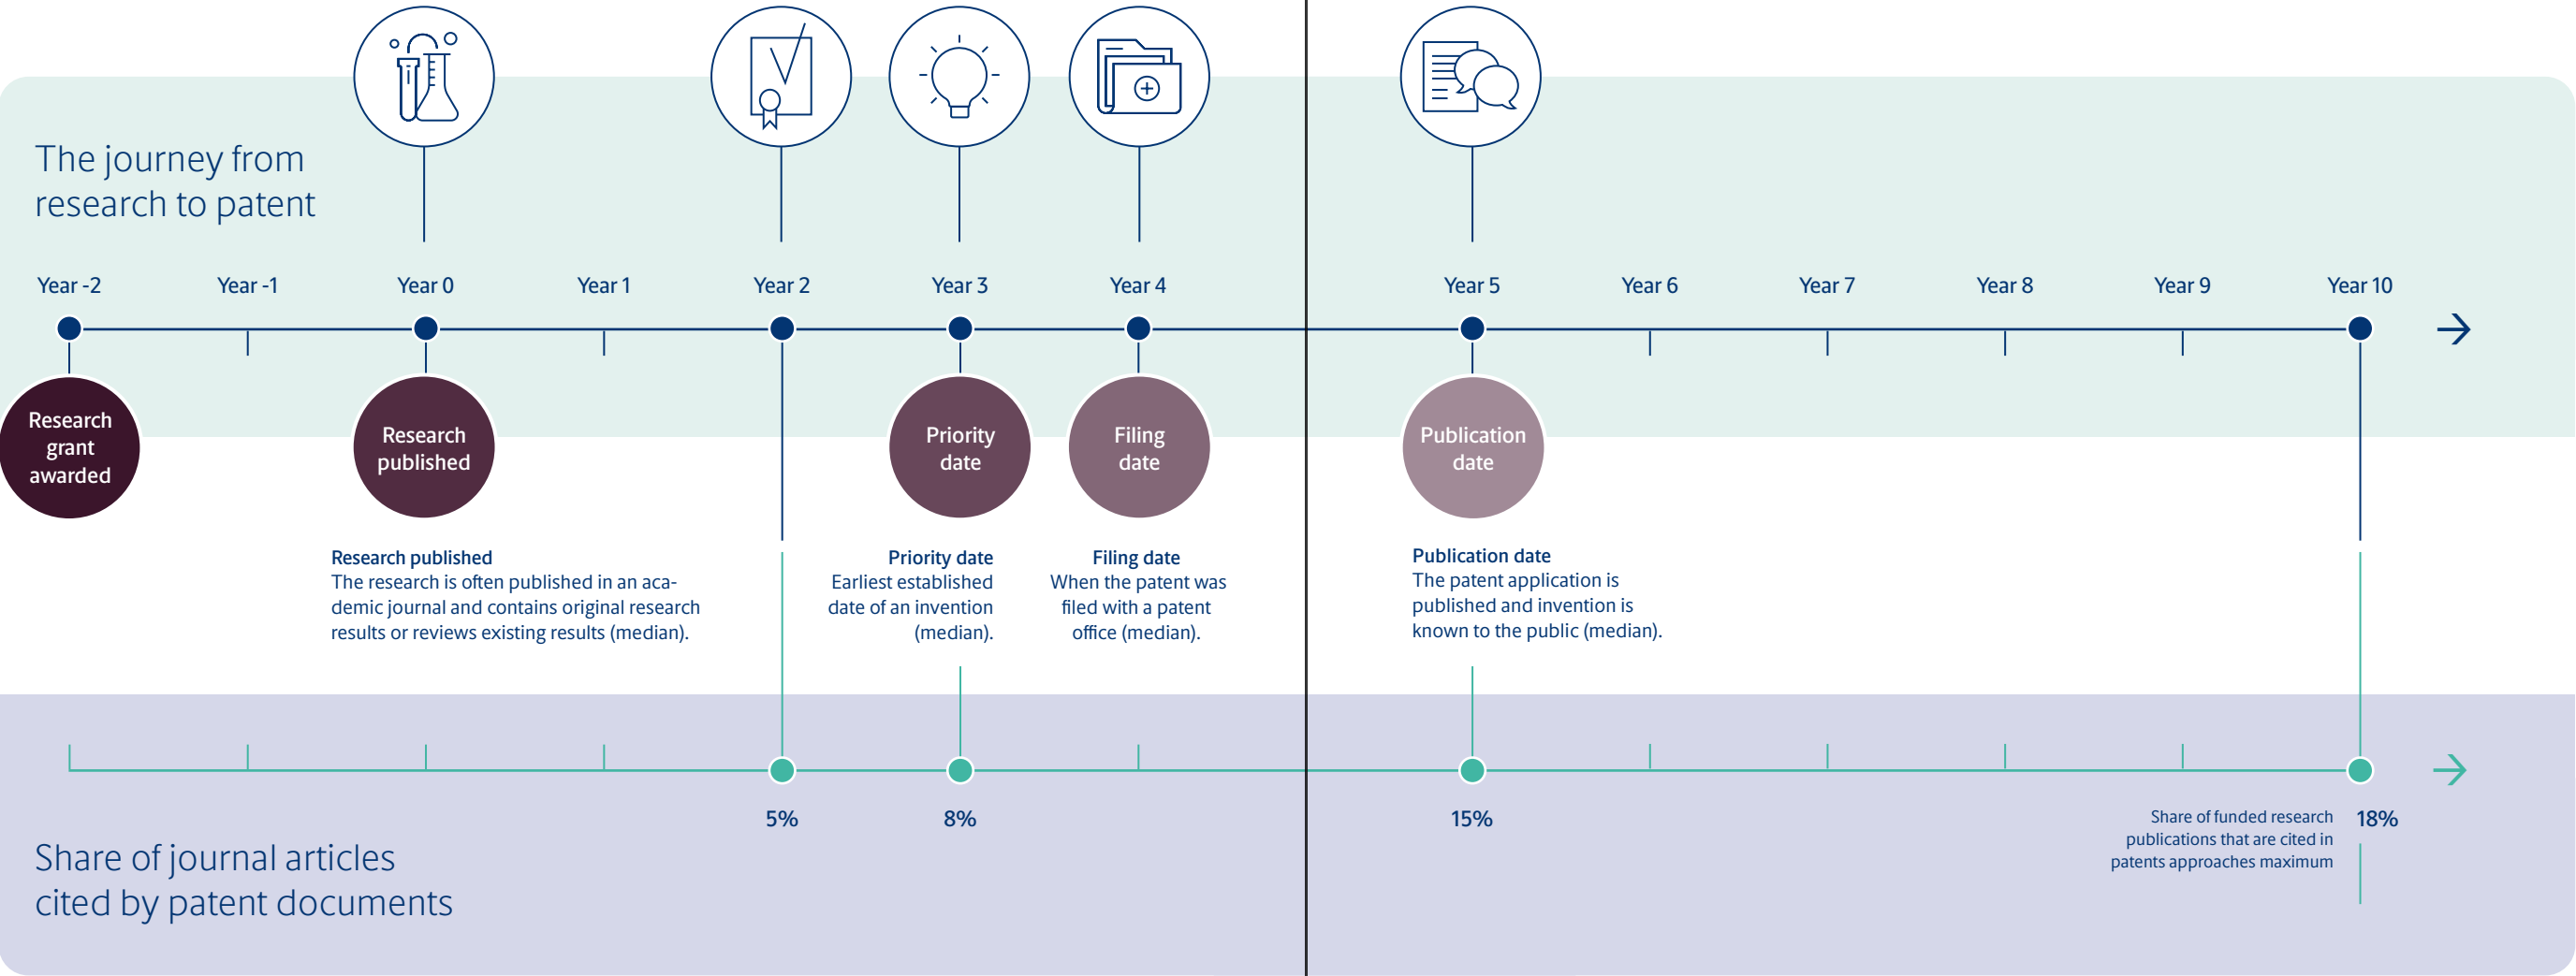 The journey from
research to patent
Year -2
Year -1
Year 0
Year 1
Year 2
Year 3
Year 4
Year 5
Year 6
Year 7
Year 8
Year 9
Year 10
Research
grant
awarded
Research
published
Priority
date
Filing
date
Publication
date
Research published
The research is often published in an aca-
demic journal and contains original research
results or reviews existing results (median).
Priority date
Earliest established
date of an invention
(median).
Filing date
When the patent was
filed with a patent
office (median).
Publication date
The patent application is
published and invention is
known to the public (median).
5%
8%
15%
Share of funded research
publications that are cited in
patents approaches maximum
18%
Share of journal articles
cited by patent documents